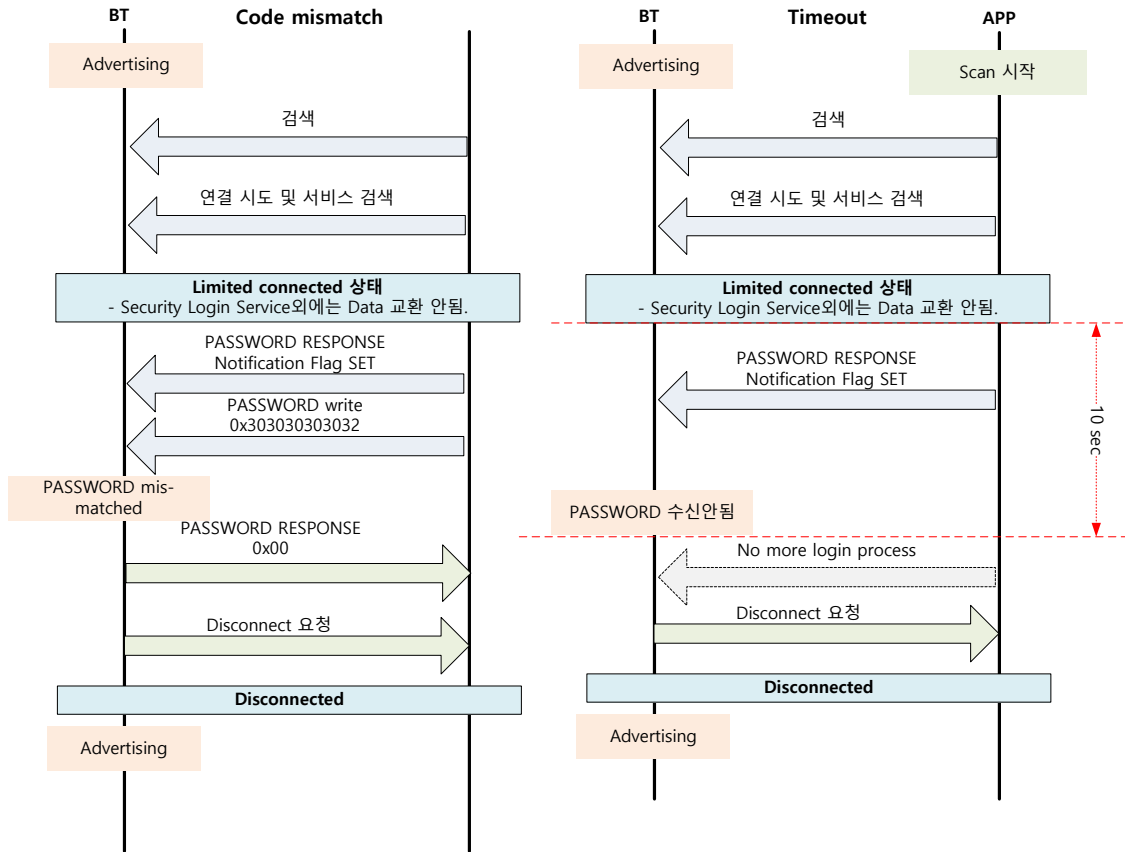 BT
Code mismatch
Advertising
검색
연결 시도 및 서비스 검색
Limited connected 상태
- Security Login Service외에는 Data 교환 안됨.
PASSWORD RESPONSE
Notification Flag SET
PASSWORD write
0x303030303032
PASSWORD mis-
matched
PASSWORD RESPONSE
0x00
Disconnect 요청
Disconnected
Advertising
BT
Timeout
APP
Advertising
Scan 시작
검색
연결 시도 및 서비스 검색
Limited connected 상태
- Security Login Service외에는 Data 교환 안됨.
PASSWORD RESPONSE
Notification Flag SET
10 sec
PASSWORD 수신안됨
No more login process
Disconnect 요청
Disconnected
Advertising